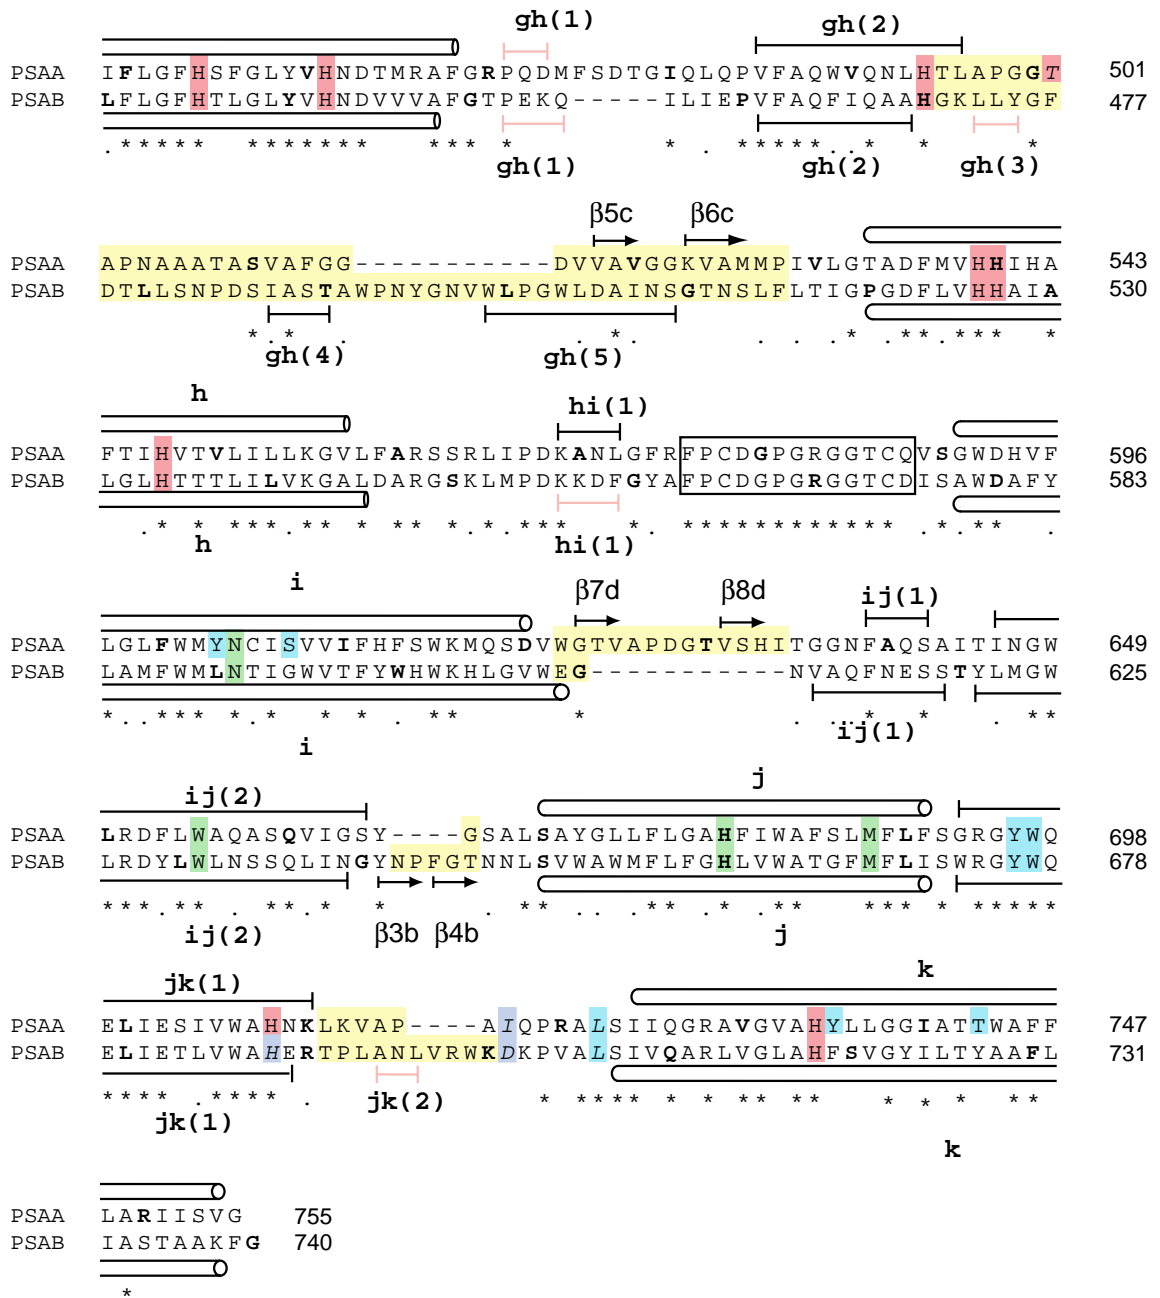 gh(1) gh(2)
PSAA IFLGFHSFGLYVHNDTMRAFGRPQDMFSDTGIQLQPVFAQWVQNLHTLAPGGT 501
PSAB LFLGFHTLGLYVHNDVVVAFGTPEKQ-----ILIEPVFAQFIQAAHGKLLYGF 477
. * * * * * * * * * * * * * * * * * . * * * * * . . * * *
gh(1) gh(2) gh(3)
β5c β6c
PSAA APNAAATASVAFGG-----------DVVAVGGKVAMMPIVLGTADFMVHHIHA 543
PSAB DTLLSNPDSIASTAWPNYGNVWLPGWLDAINSGTNSLFLTIGPGDFLVHHAIA 530
* . * . . * . . . . * . * * . * * * *
gh(4) gh(5)
h hi(1)
PSAA FTIHVTVLILLKGVLFARSSRLIPDKANLGFRFPCDGPGRGGTCQVSGWDHVF 596
PSAB LGLHTTTLILVKGALDARGSKLMPDKKDFGYAFPCDGPGRGGTCDISAWDAFY 583
. * . * * * . * * . * * * * . * * * * * . * . * * * * * * * * * * * * . . * * * . .
h hi(1)
i β7d β8d ij(1)
PSAA LGLFWMYNCISVVIFHFSWKMQSDVWGTVAPDGTVSHITGGNFAQSAITINGW 649
PSAB LAMFWMLNTIGWVTFYWHWKHLGVWEG-----------NVAQFNESSTYLMGW 625
* . . * * * * * * * . * * * . . . * * . * *
i ij(1)
ij(2) j
PSAA LRDFLWAQASQVIGSY----GSALSAYGLLFLGAHFIWAFSLMFLFSGRGYWQ 698
PSAB LRDYLWLNSSQLINGYNPFGTNNLSVWAWMFLFGHLVWATGFMFLISWRGYWQ 678
* * * . * * . * * . * * . * * . . * * * . * * * * * * * * * * * *
ij(2) β3b β4b j
jk(1) k
PSAA ELIESIVWAHNKLKVAP----AIQPRALSIIQGRAVGVAHYLLGGIATTWAFF 747
PSAB ELIETLVWAHERTPLANLVRWKDKPVALSIVQARLVGLAHFSVGYILTYAAFL 731
* * * * . * * * * . * * * * * * * * * * * * * * *
jk(1) jk(2) k
PSAA LARIISVG 755
PSAB IASTAAKFG 740
*